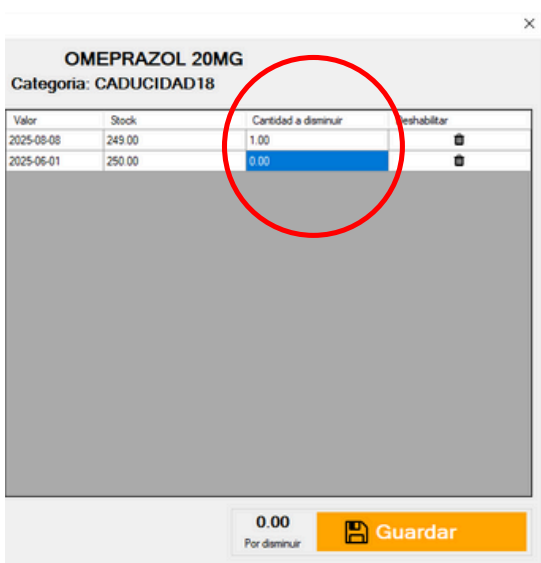 OMEPRAZOL 20MG
Categoria: CADUCIDAD18
Valor Stock Cantidad a disminuir Deshabilitar
2025-08-08 249.00 1.00
2025-06-01 250.00 0.00
0.00
Por disminuir
Guardar